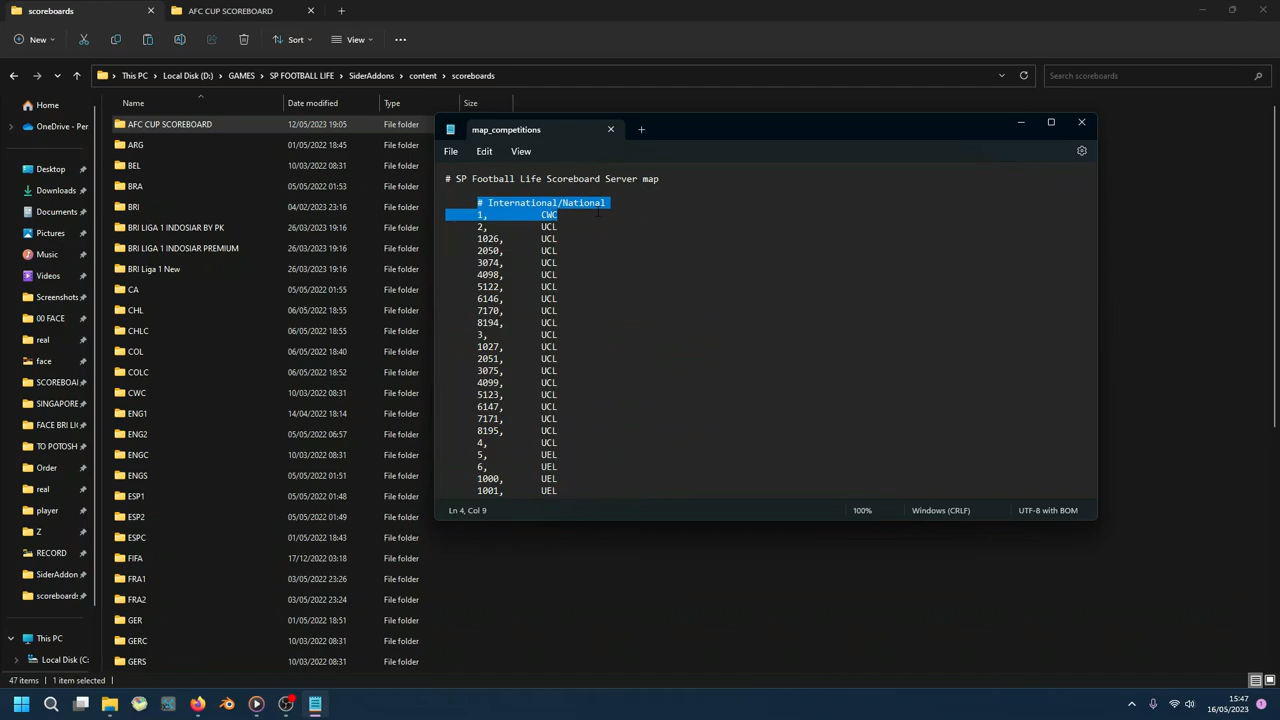 scoreboards
AFC CUP SCOREBOARD
New
Sort
View
This PC > Local Disk (D:) > GAMES > SP FOOTBALL LIFE > SiderAddons > content > scoreboards
Search scoreboards
Name
Date modified
Type
Size
Home
OneDrive - Per
Desktop
Downloads
Documents
Pictures
Music
Videos
Screenshots
00 FACE
real
face
SCOREBOAI
SINGAPORE
FACE BRI LIG
TO POTOSH
Order
real
player
Z
RECORD
SiderAddon
scoreboards
This PC
Local Disk (C:
AFC CUP SCOREBOARD 12/05/2023 19:05 File folder
ARG 06/05/2022 18:45 File folder
BEL 10/03/2022 08:31 File folder
BRA 05/05/2022 01:53 File folder
BRI 04/02/2023 19:46 File folder
BRI LIGA 1 INDOSIAR BY PK 26/03/2023 19:16 File folder
BRI LIGA 1 INDOSIAR PREMIUM 26/03/2023 19:16 File folder
BRI Liga 1 New 26/03/2023 19:16 File folder
CA 10/03/2022 08:31 File folder
CHL 06/05/2022 18:55 File folder
CHLC 06/05/2022 18:55 File folder
COL 06/05/2022 18:40 File folder
COLC 06/05/2022 18:52 File folder
CWC 10/03/2022 08:31 File folder
ENG1 14/04/2022 18:14 File folder
ENG2 05/05/2022 06:57 File folder
ENGC 10/03/2022 08:31 File folder
ENGS 05/05/2022 01:51 File folder
ESP1 05/05/2022 01:48 File folder
ESP2 05/05/2022 01:49 File folder
ESPC 01/05/2022 18:43 File folder
FIFA 17/12/2022 03:18 File folder
FRA1 03/05/2022 23:26 File folder
FRA2 03/05/2022 23:24 File folder
GER 01/05/2022 18:51 File folder
GERC 10/03/2022 08:31 File folder
GERS 10/03/2022 08:31 File folder
47 items
1 item selected
map_competitions
File
Edit
View
# SP Football Life Scoreboard Server map
# International/National
1, CWC
2, UCL
1026, UCL
2050, UCL
3074, UCL
4098, UCL
5122, UCL
6146, UCL
7170, UCL
8194, UCL
3, UCL
1027, UCL
2051, UCL
3075, UCL
4099, UCL
5123, UCL
6147, UCL
7171, UCL
8195, UCL
4, UCL
5, UEL
6, UEL
1000, UEL
1001, UEL
Ln 4, Col 9
100%
Windows (CRLF)
UTF-8 with BOM
15:47
16/05/2023
1